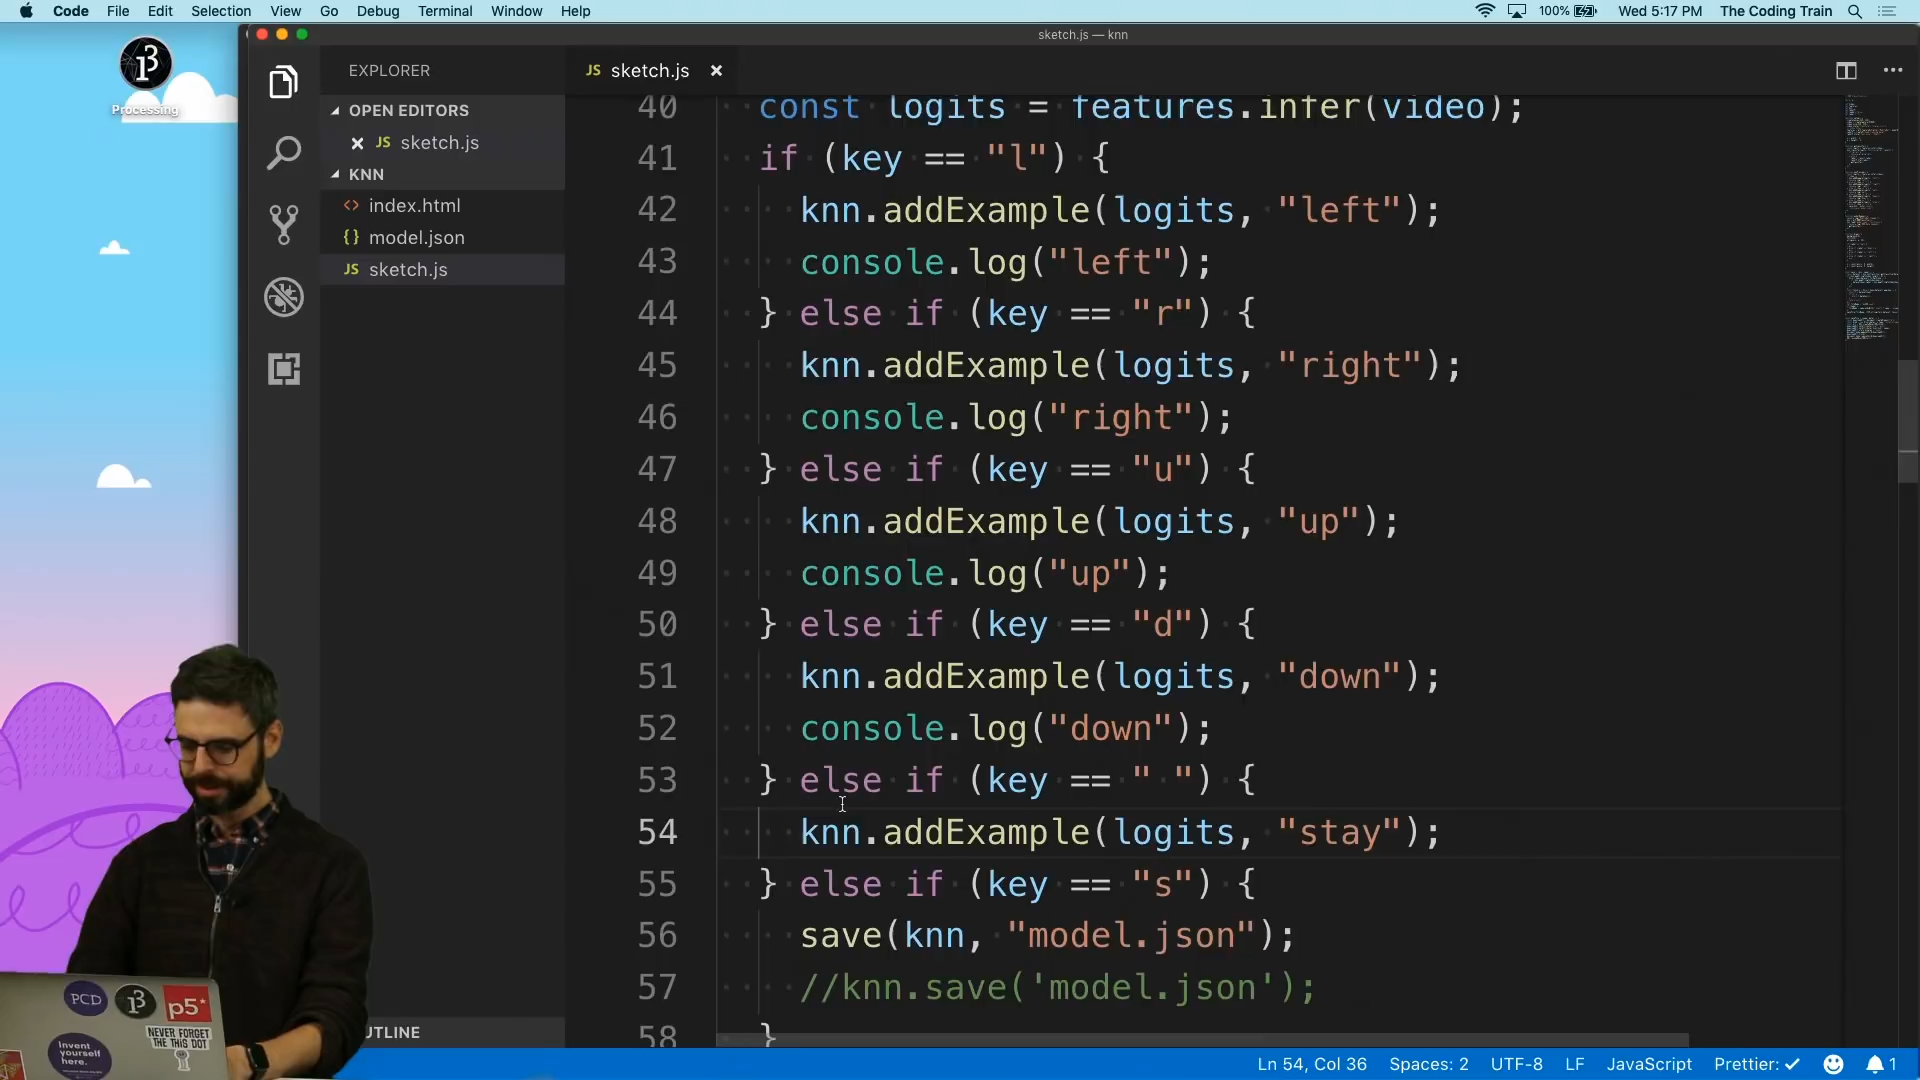 Code File Edit Selection View Go Debug Terminal Window Help 100% Wed 5:17 PM The Coding Train
sketch.js — knn
Processing
EXPLORER
OPEN EDITORS
JS sketch.js
KNN
<> index.html
{} model.json
JS sketch.js
UTLINE
JS sketch.js
40 const logits = features.infer(video);
41 if (key == "l") {
42 knn.addExample(logits, "left");
43 console.log("left");
44 } else if (key == "r") {
45 knn.addExample(logits, "right");
46 console.log("right");
47 } else if (key == "u") {
48 knn.addExample(logits, "up");
49 console.log("up");
50 } else if (key == "d") {
51 knn.addExample(logits, "down");
52 console.log("down");
53 } else if (key == " ") {
54 knn.addExample(logits, "stay");
55 } else if (key == "s") {
56 save(knn, "model.json");
57 //knn.save('model.json');
58 }
PCD
p5*
NEVER FORGET
THE THIS DOT
Invent
yourself
here.
Ln 54, Col 36 Spaces: 2 UTF-8 LF JavaScript Prettier: ✓ 1